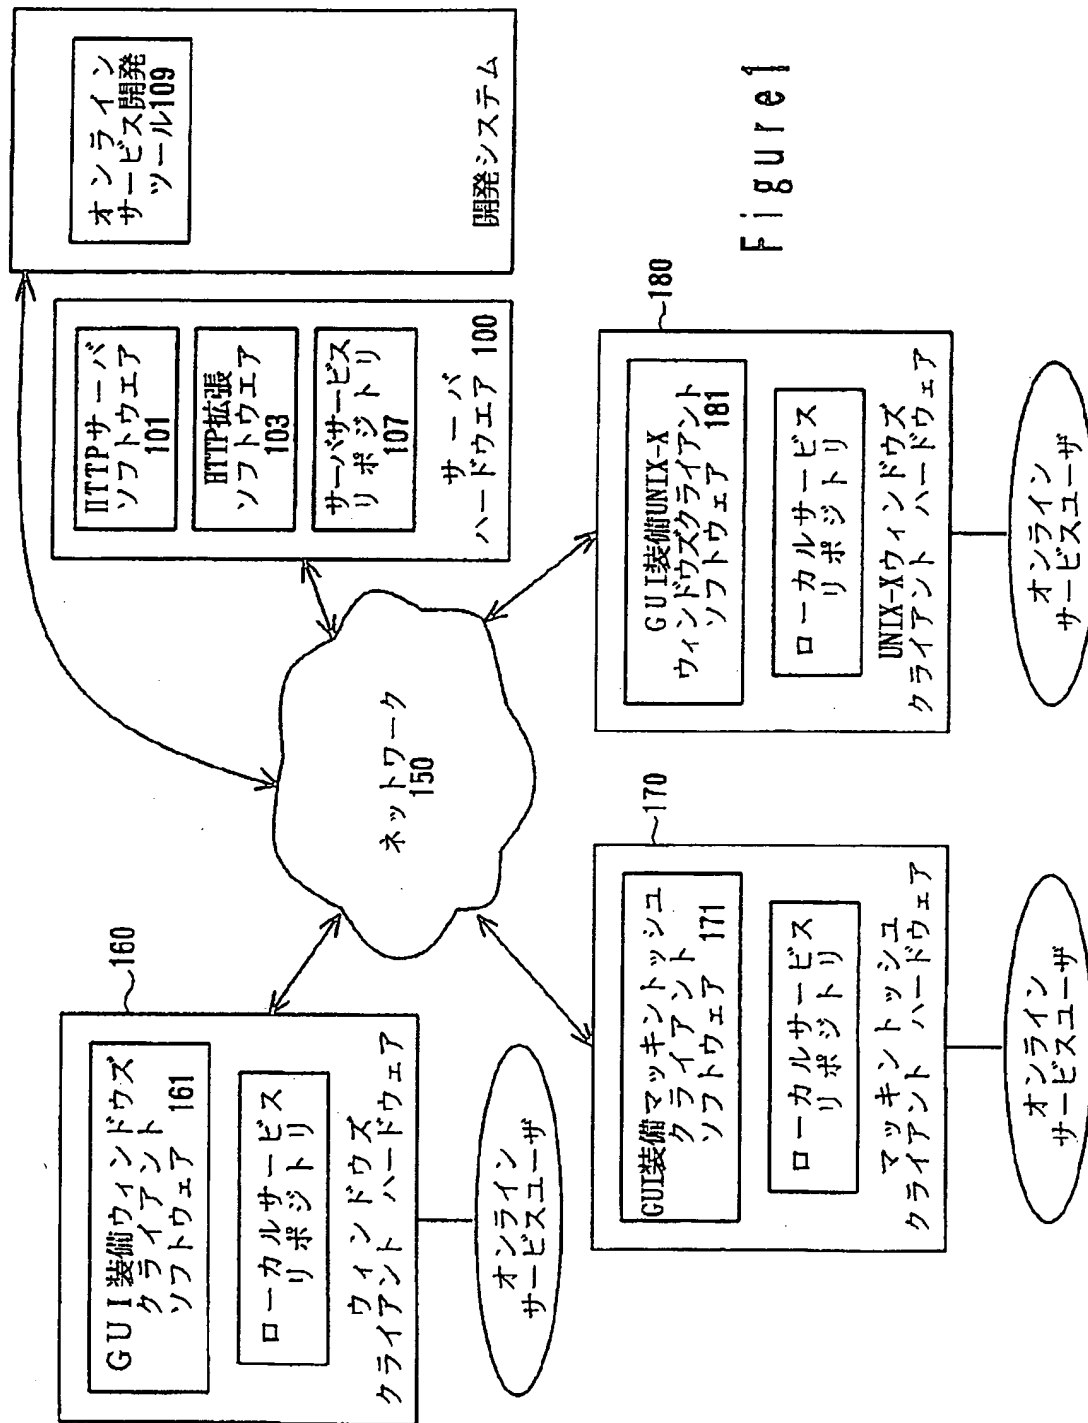 オンライン
サービス開発
ツール109
開発システム
HTTPサーバ
ソフトウエア
101
HTTP拡張
ソフトウエア
103
サーバサービス
リポジトリ
107
サーバ
ハードウエア 100
ネットワーク
150
160
GUI装備ウィンドウズ
クライアント
ソフトウェア 161
ローカルサービス
リポジトリ
ウィンドウズ
クライアント ハードウェア
オンライン
サービスユーザ
170
GUI装備マッキントッシュ
クライアント
ソフトウェア 171
ローカルサービス
リポジトリ
マッキントッシュ
クライアント ハードウェア
オンライン
サービスユーザ
180
GUI装備UNIX-X
ウィンドウズクライアント
ソフトウェア 181
ローカルサービス
リポジトリ
UNIX-Xウィンドウズ
クライアント ハードウェア
オンライン
サービスユーザ
Figure1